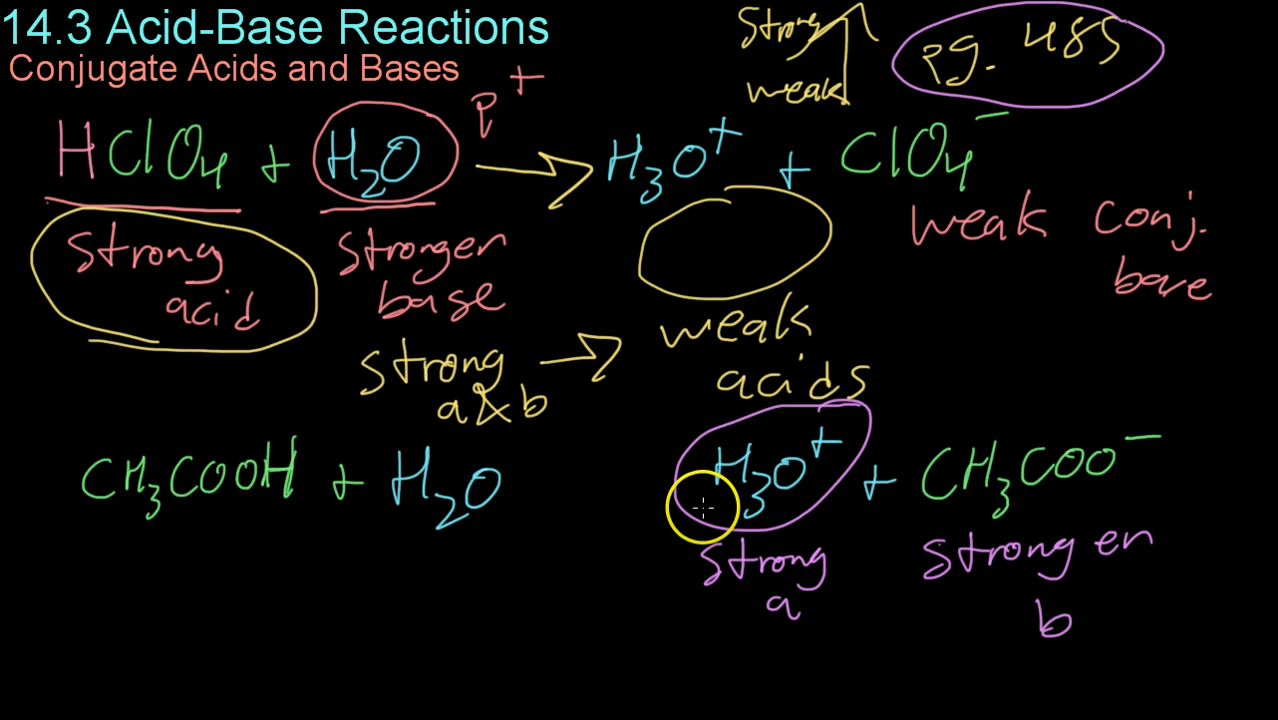 14.3 Acid-Base Reactions
Conjugate Acids and Bases
strong
weak
pg. 485
p+
HClO4 + H2O → H3O+ + ClO4−
strong acid
stronger base
weak conj. base
strong a & b → weak acids
CH3COOH + H2O H3O+ + CH3COO−
strong a
stronger b